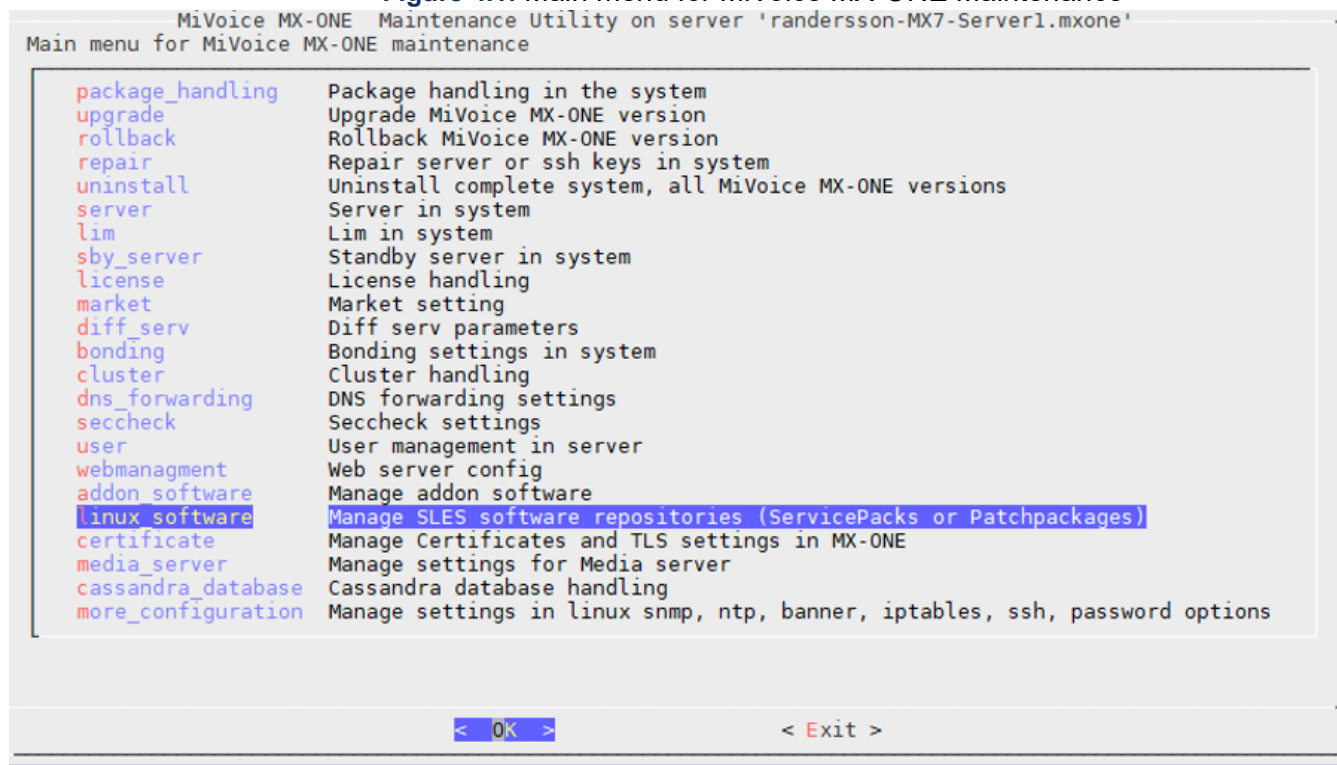 Main menu for MiVoice MX-ONE Maintenance
MiVoice MX-ONE  Maintenance Utility on server 'randersson-MX7-Server1.mxone'
Main menu for MiVoice MX-ONE maintenance
package_handling Package handling in the system
upgrade Upgrade MiVoice MX-ONE version
rollback Rollback MiVoice MX-ONE version
repair Repair server or ssh keys in system
uninstall Uninstall complete system, all MiVoice MX-ONE versions
server Server in system
lim Lim in system
sby_server Standby server in system
license License handling
market Market setting
diff_serv Diff serv parameters
bonding Bonding settings in system
cluster Cluster handling
dns_forwarding DNS forwarding settings
seccheck Seccheck settings
user User management in server
webmanagment Web server config
addon_software Manage addon software
linux_software Manage SLES software repositories (ServicePacks or Patchpackages)
certificate Manage Certificates and TLS settings in MX-ONE
media_server Manage settings for Media server
cassandra_database Cassandra database handling
more_configuration Manage settings in linux snmp, ntp, banner, iptables, ssh, password options
< OK > < Exit >